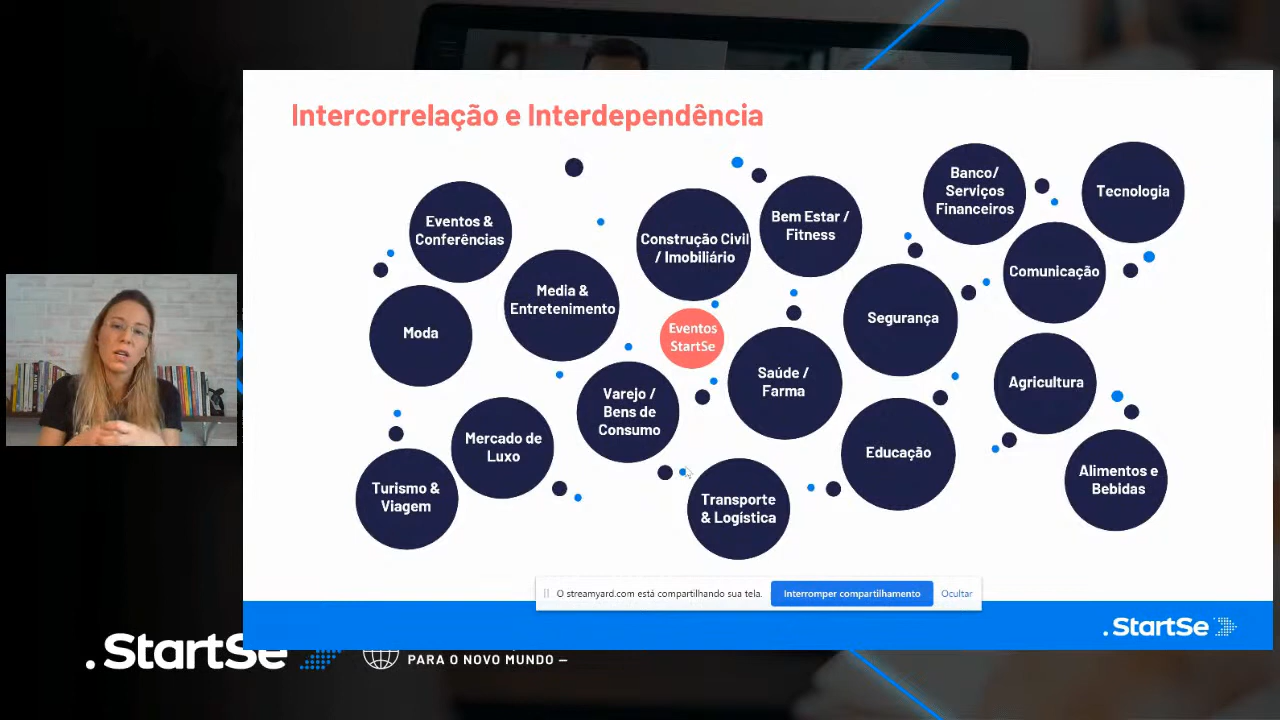 Intercorrelação e Interdependência
Eventos &
Conferências
Moda
Media &
Entretenimento
Turismo &
Viagem
Mercado de
Luxo
Varejo /
Bens de
Consumo
Construção Civil
/ Imobiliário
Eventos
StartSe
Bem Estar /
Fitness
Saúde /
Farma
Transporte
& Logística
Segurança
Educação
Banco/
Serviços
Financeiros
Tecnologia
Comunicação
Agricultura
Alimentos e
Bebidas
O streamyard.com está compartilhando sua tela.
Interromper compartilhamento
Ocultar
.StartSe
.StartSe
PARA O NOVO MUNDO —